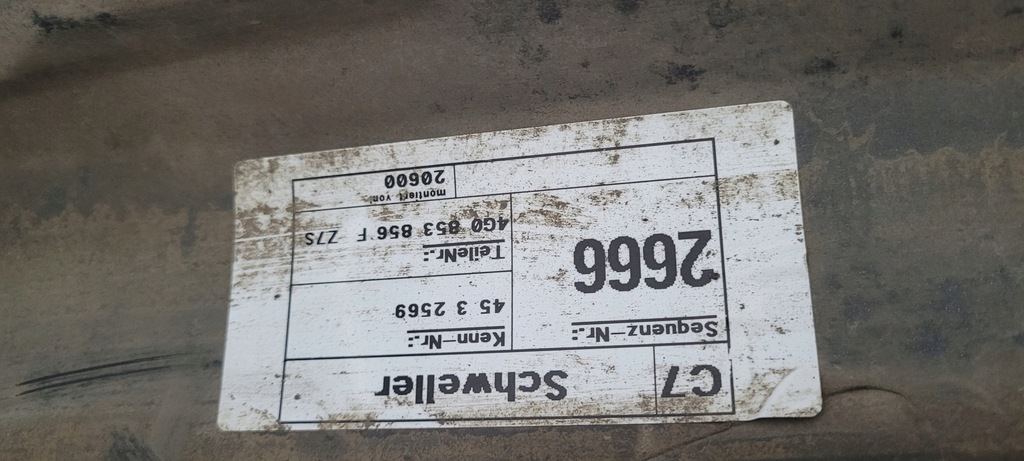 C7 Schweller
Sequenz-Nr.:
2666
Kenn-Nr.:
45 3 2569
TeileNr.:
4G0 853 856 F Z7S
montiert von:
20600